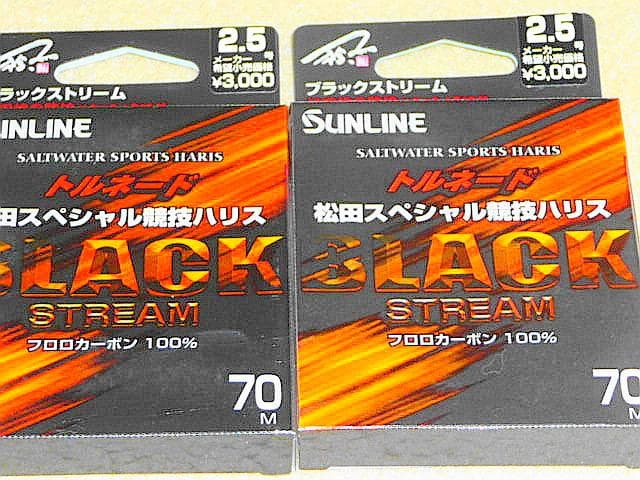 2.5号
メーカー
希望小売価格
¥3,000
ラックストリーム
UNLINE
SALTWATER SPORTS HARIS
トルネード
田スペシャル競技ハリス
BLACK
STREAM
フロロカーボン 100%
70
M
2.5号
メーカー
希望小売価格
¥3,000
ブラックストリーム
SUNLINE
SALTWATER SPORTS HARIS
トルネード
松田スペシャル競技ハリス
BLACK
STREAM
フロロカーボン 100%
70
M